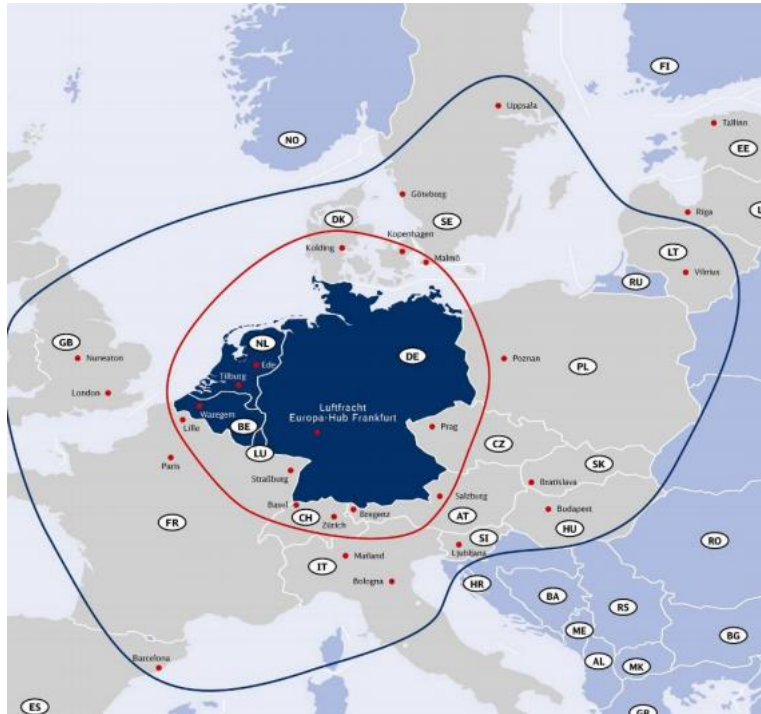 FI
Uppsala
Tallinn
NO
EE
Göteborg
Riga
DK
SE
Kopenhagen
Kolding
LT
Malmö
Vilnius
RU
GB
NL
Nuneaton
DE
Poznan
Ede
PL
Tilburg
London
Waregem
Luftfracht
Europa-Hub Frankfurt
Lille
BE
Prag
CZ
LU
Paris
SK
Straßburg
Bratislava
Salzburg
Basel
Bregenz
Budapest
CH
AT
FR
Zürich
HU
SI
RO
Mailand
Ljubljana
IT
Bologna
HR
BA
RS
ME
BG
Barcelona
AL
MK
ES